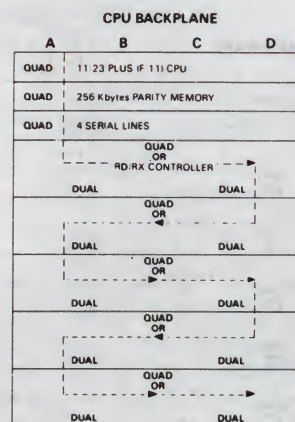 CPU BACKPLANE
A B C D
QUAD 11 23 PLUS (F 11) CPU
QUAD 256 Kbytes PARITY MEMORY
QUAD 4 SERIAL LINES
QUAD
OR
RD/RX CONTROLLER
DUAL DUAL
QUAD
OR
DUAL DUAL
QUAD
OR
DUAL DUAL
QUAD
OR
DUAL DUAL
QUAD
OR
DUAL DUAL